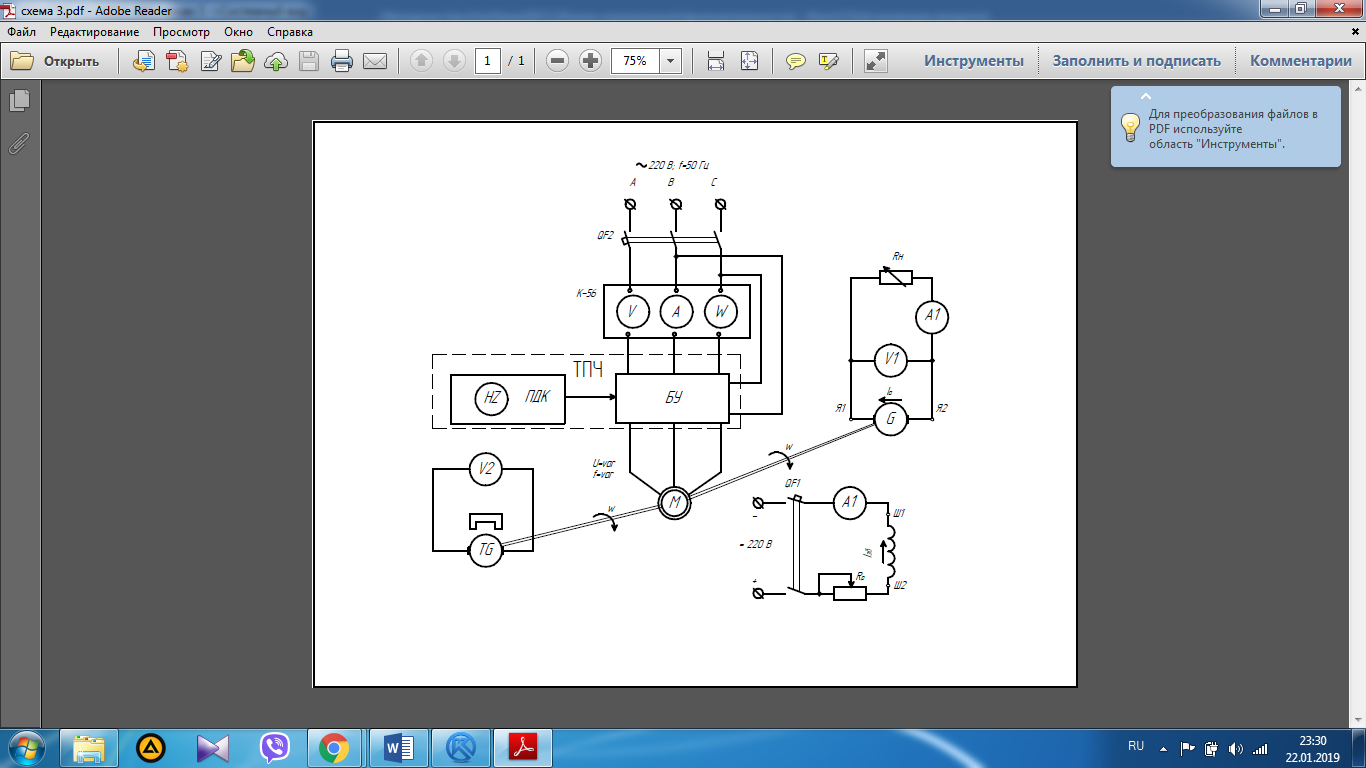 схема 3.pdf - Adobe Reader
Файл Редактирование Просмотр Окно Справка
Открыть 1 / 1 75% Инструменты Заполнить и подписать Комментарии
Для преобразования файлов в
PDF используйте
область "Инструменты".
~ 220 В; f=50 Гц
A B C
QF2
K-56
V A W
Rн
A1
V1
ТПЧ
HZ ПДК БУ
Я1 G Я2
U=var
f=var
w
V2
M
QF1
A1
Ш1
w
TG
- 220 В
−
+
Ш2
RU
23:30
22.01.2019